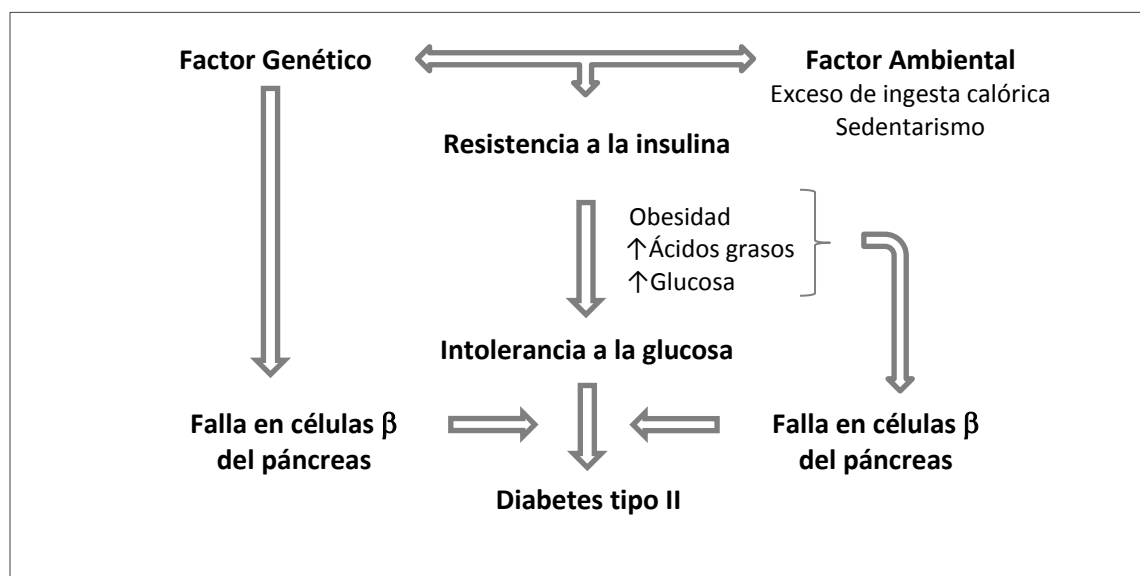 Factor Genético
Factor Ambiental
Exceso de ingesta calórica
Sedentarismo
Resistencia a la insulina
Obesidad
↑Ácidos grasos
↑Glucosa
Intolerancia a la glucosa
Falla en células β
del páncreas
Falla en células β
del páncreas
Diabetes tipo II